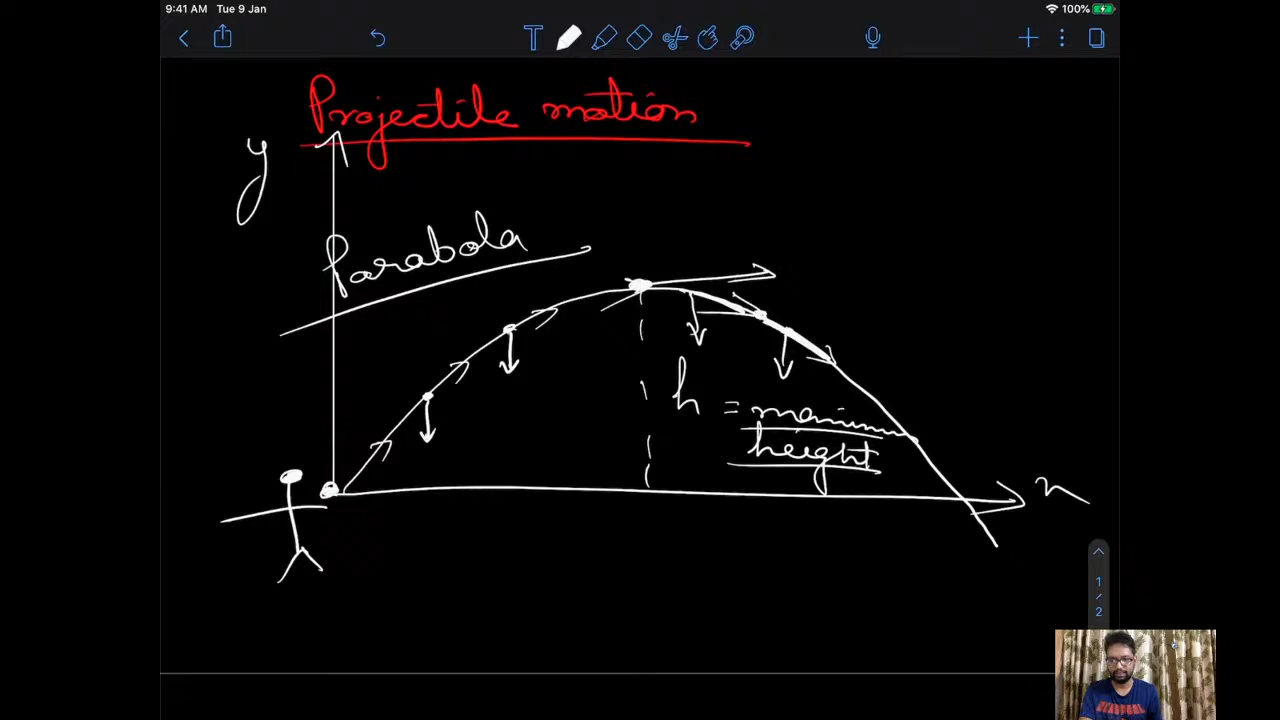 9:41 AM Tue 9 Jan
100%
T
Projectile motion
y
Parabola
h = maximum
height
x
1
/
2